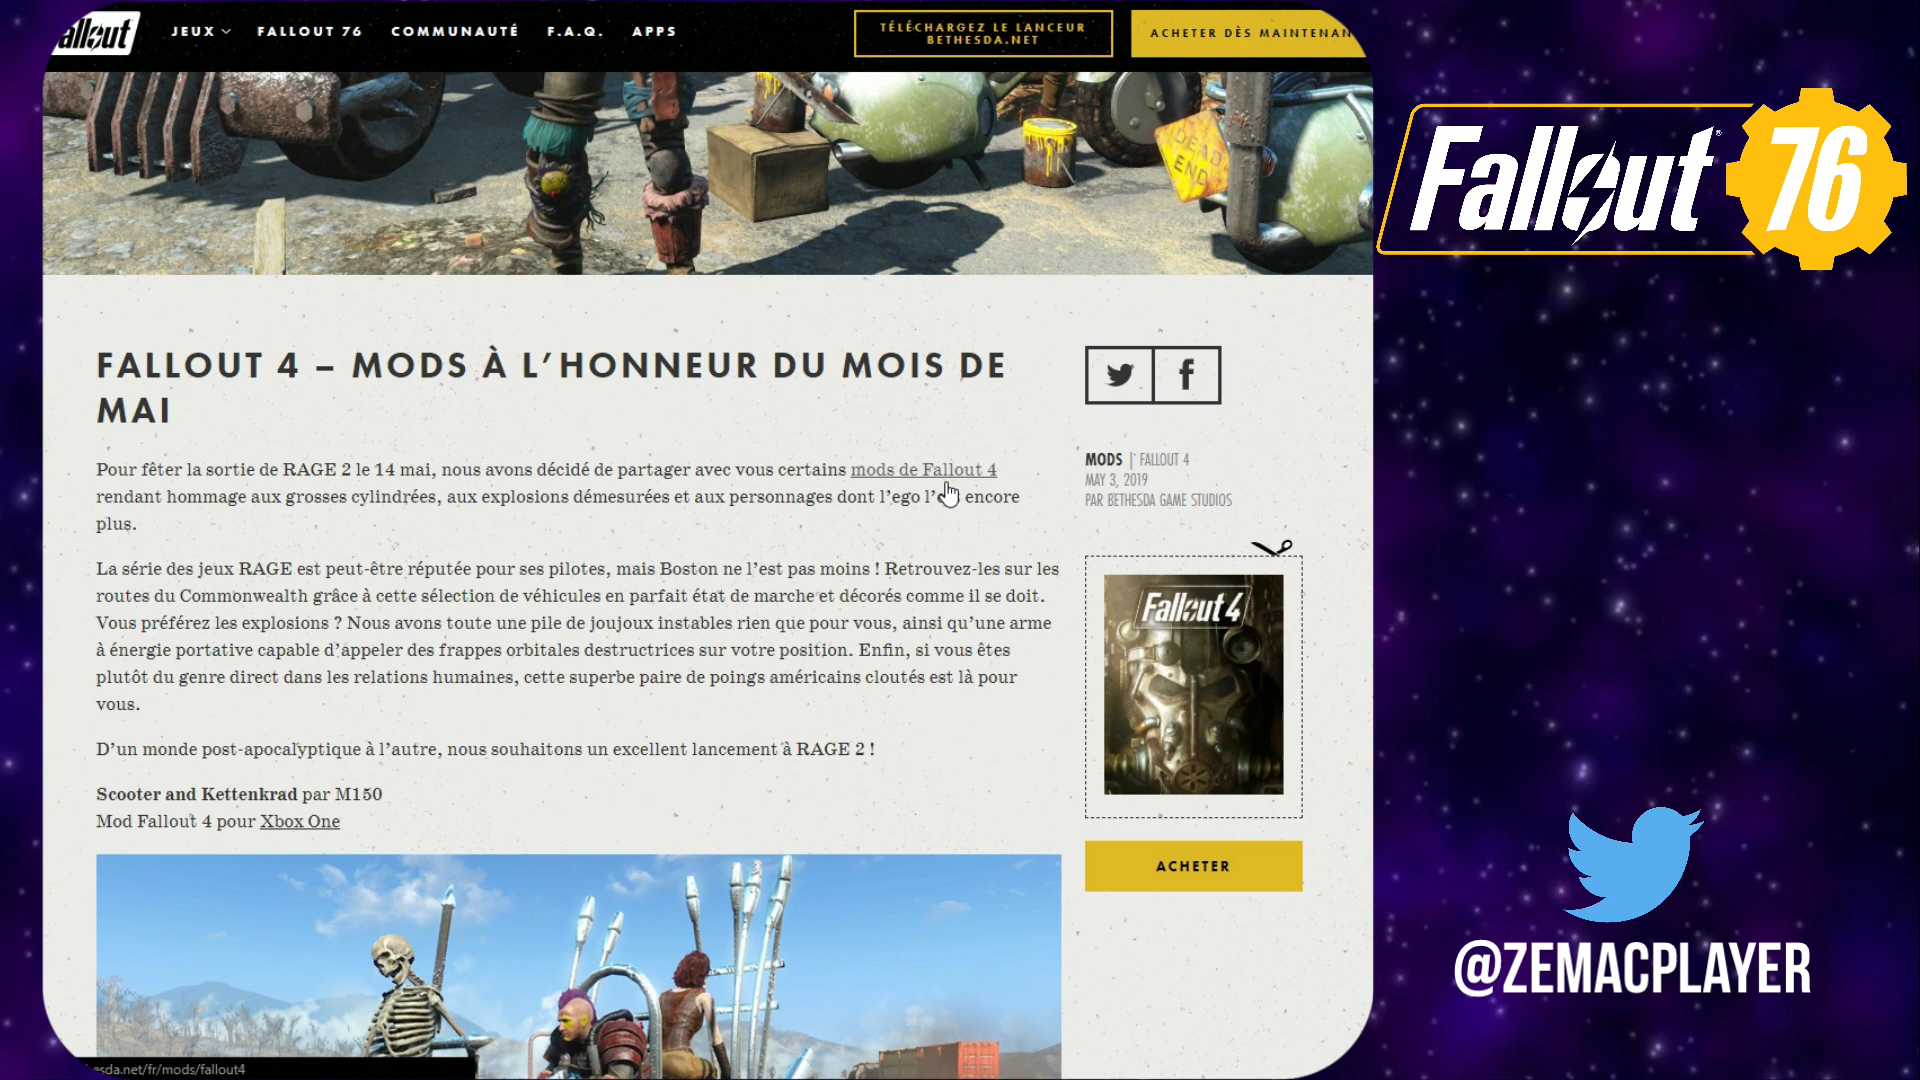 Fallout
JEUX
FALLOUT 76
COMMUNAUTÉ
F.A.Q.
APPS
TÉLÉCHARGEZ LE LANCEUR
BETHESDA.NET
ACHETER DÈS MAINTENAN
DEAD
END
Fallout 76
FALLOUT 4 – MODS À L’HONNEUR DU MOIS DE
MAI
Pour fêter la sortie de RAGE 2 le 14 mai, nous avons décidé de partager avec vous certains mods de Fallout 4
rendant hommage aux grosses cylindrées, aux explosions démesurées et aux personnages dont l’ego l’ encore
plus.
La série des jeux RAGE est peut-être réputée pour ses pilotes, mais Boston ne l’est pas moins ! Retrouvez-les sur les
routes du Commonwealth grâce à cette sélection de véhicules en parfait état de marche et décorés comme il se doit.
Vous préférez les explosions ? Nous avons toute une pile de joujoux instables rien que pour vous, ainsi qu’une arme
à énergie portative capable d’appeler des frappes orbitales destructrices sur votre position. Enfin, si vous êtes
plutôt du genre direct dans les relations humaines, cette superbe paire de poings américains cloutés est là pour
vous.
D’un monde post-apocalyptique à l’autre, nous souhaitons un excellent lancement à RAGE 2 !
Scooter and Kettenkrad par M150
Mod Fallout 4 pour Xbox One
MODS | FALLOUT 4
MAY 3, 2019
PAR BETHESDA GAME STUDIOS
Fallout 4
ACHETER
@ZEMACPLAYER
esda.net/fr/mods/fallout4